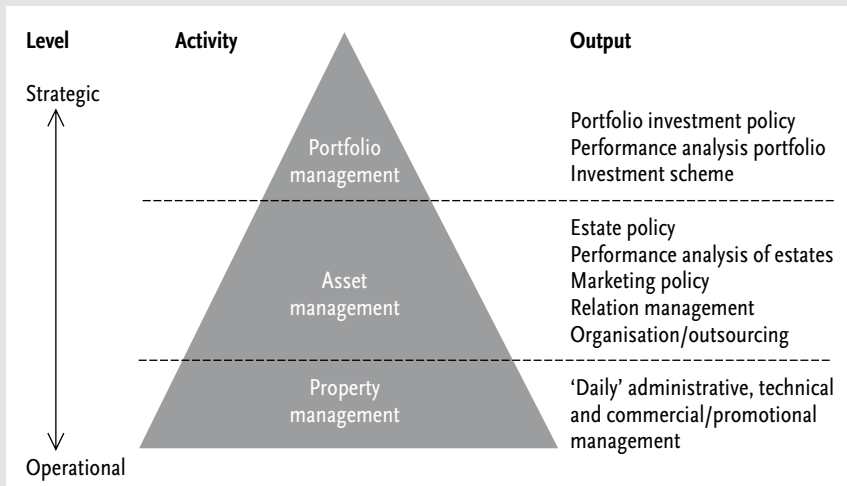 Level
Activity
Output
Strategic
Portfolio
management
Portfolio investment policy
Performance analysis portfolio
Investment scheme
Asset
management
Estate policy
Performance analysis of estates
Marketing policy
Relation management
Organisation/outsourcing
Property
management
‘Daily’ administrative, technical
and commercial/promotional
management
Operational